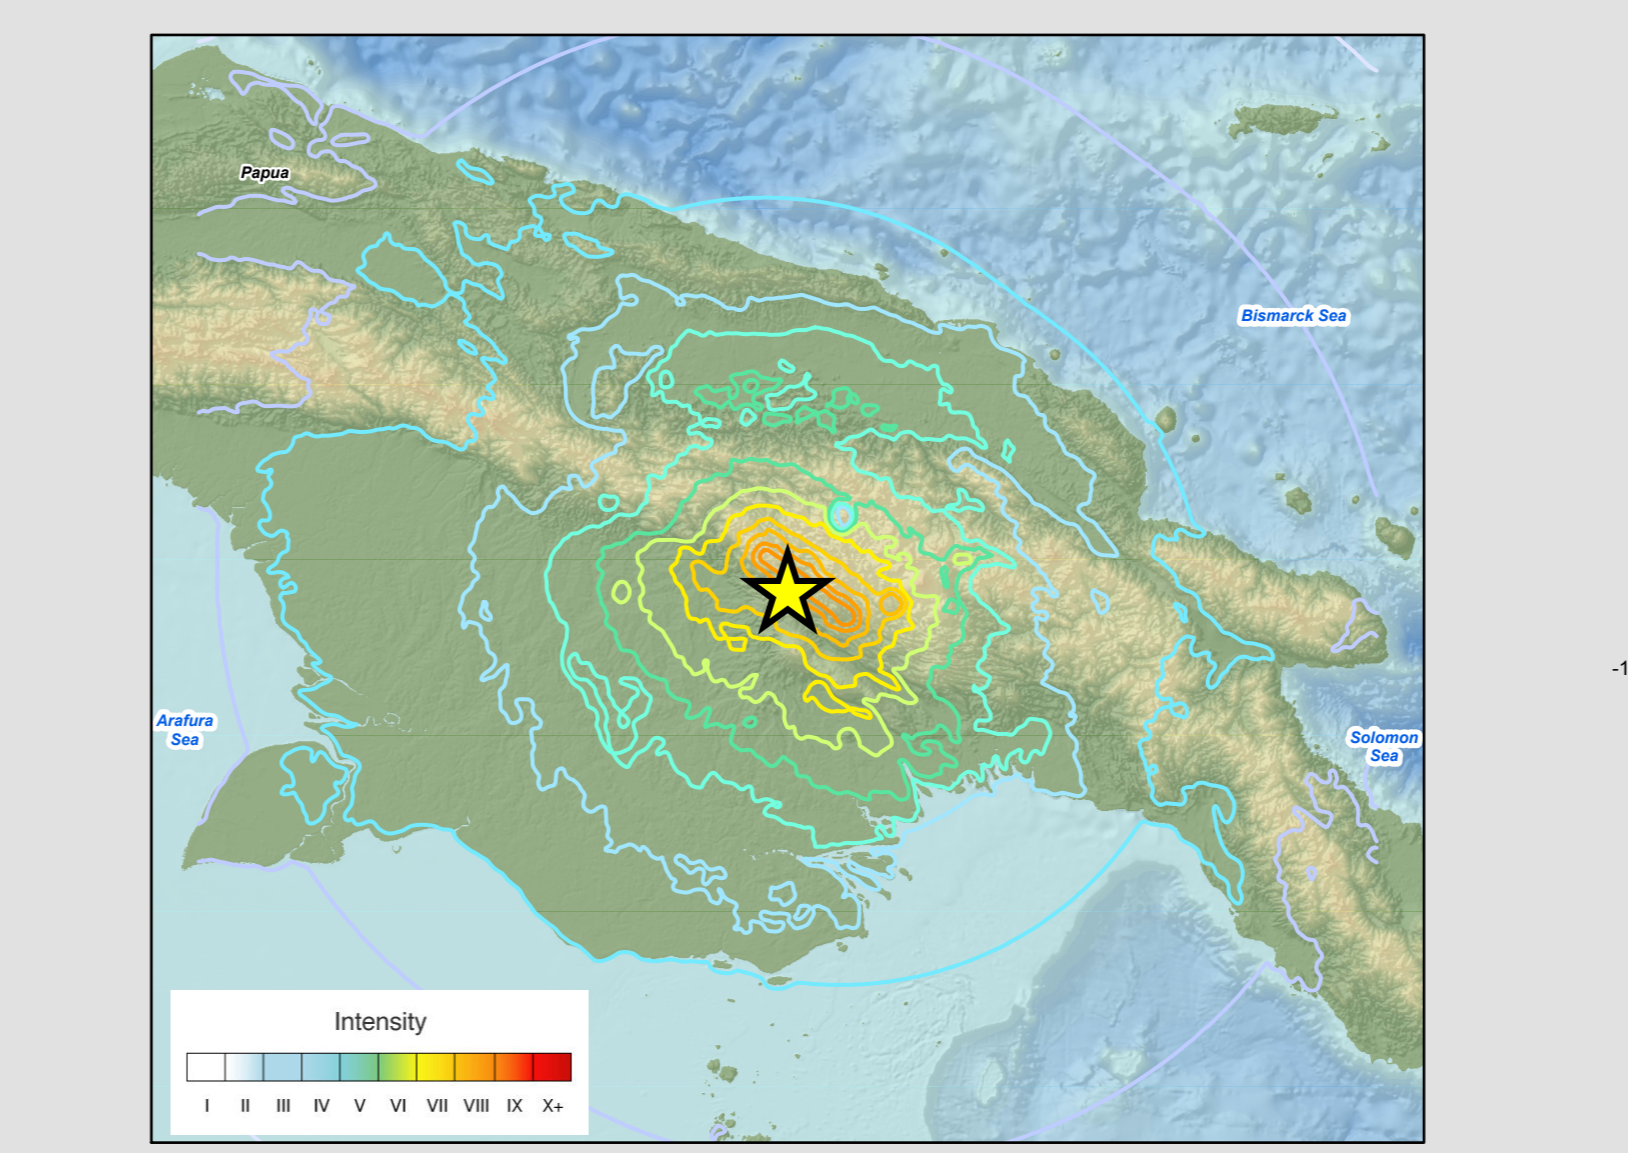 Papua
Bismarck Sea
-1
Arafura
Sea
Solomon
Sea
Intensity
I II III IV V VI VII VIII IX X+